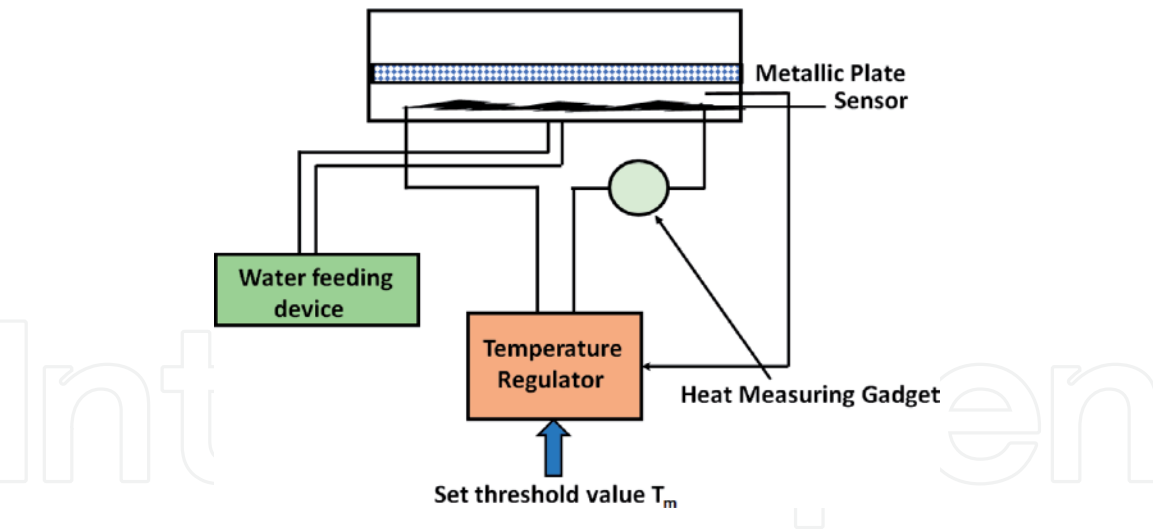 Metallic Plate
Sensor
Water feeding
device
Temperature
Regulator
Heat Measuring Gadget
Set threshold value Tm